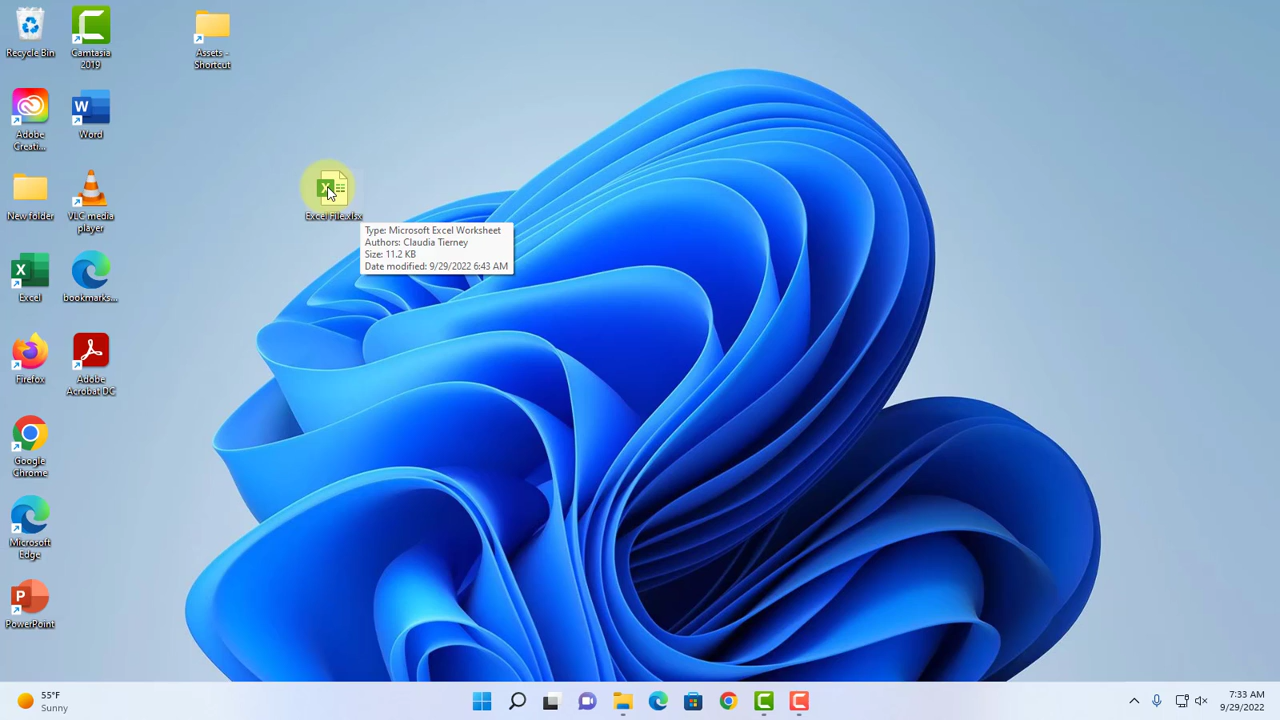 Recycle Bin
Camtasia
2019
Assets -
Shortcut
Adobe
Creati...
Word
New folder
VLC media
player
Excel File.xlsx
Type: Microsoft Excel Worksheet
Authors: Claudia Tierney
Size: 11.2 KB
Date modified: 9/29/2022 6:43 AM
Excel
bookmarks...
Firefox
Adobe
Acrobat DC
Google
Chrome
Microsoft
Edge
PowerPoint
55°F
Sunny
7:33 AM
9/29/2022